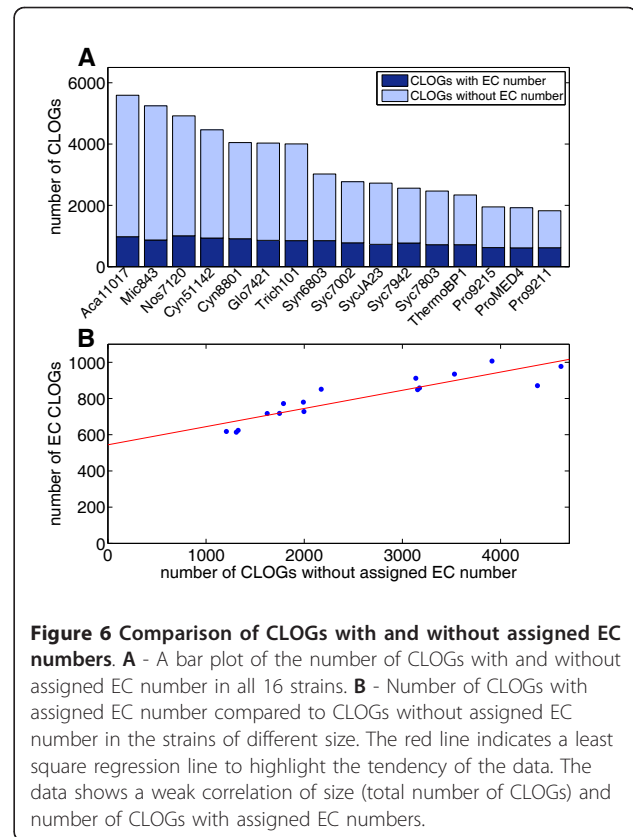 A
6000
4000
2000
0
number of CLOGs
CLOGs with EC number
CLOGs without EC number
Aca11017
Mic843
Nos7120
Cyn51142
Cyn8801
Glo7421
Trich101
Syn6803
Syc7002
SycJA23
Syc7942
Syc7803
ThermoBP1
Pro9215
ProMED4
Pro9211
B
1000
800
600
400
200
0
number of EC CLOGs
0
1000
2000
3000
4000
number of CLOGs without assigned EC number
Figure 6 Comparison of CLOGs with and without assigned EC
numbers. A - A bar plot of the number of CLOGs with and without
assigned EC number in all 16 strains. B - Number of CLOGs with
assigned EC number compared to CLOGs without assigned EC
number in the strains of different size. The red line indicates a least
square regression line to highlight the tendency of the data. The
data shows a weak correlation of size (total number of CLOGs) and
number of CLOGs with assigned EC numbers.